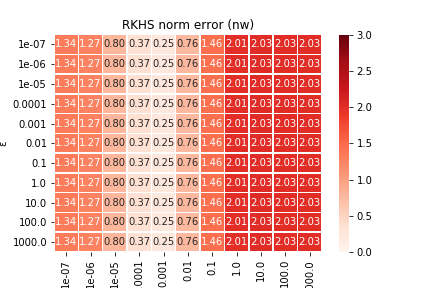 RKHS norm error (nw)
1e-07 1.34 1.27 0.80 0.37 0.25 0.76 1.46 2.01 2.03 2.03 2.03
1e-06 1.34 1.27 0.80 0.37 0.25 0.76 1.46 2.01 2.03 2.03 2.03
1e-05 1.34 1.27 0.80 0.37 0.25 0.76 1.46 2.01 2.03 2.03 2.03
0.0001 1.34 1.27 0.80 0.37 0.25 0.76 1.46 2.01 2.03 2.03 2.03
0.001 1.34 1.27 0.80 0.37 0.25 0.76 1.46 2.01 2.03 2.03 2.03
0.01 1.34 1.27 0.80 0.37 0.25 0.76 1.46 2.01 2.03 2.03 2.03
0.1 1.34 1.27 0.80 0.37 0.25 0.76 1.46 2.01 2.03 2.03 2.03
1.0 1.34 1.27 0.80 0.37 0.25 0.76 1.46 2.01 2.03 2.03 2.03
10.0 1.34 1.27 0.80 0.37 0.25 0.76 1.46 2.01 2.03 2.03 2.03
100.0 1.34 1.27 0.80 0.37 0.25 0.76 1.46 2.01 2.03 2.03 2.03
1000.0 1.34 1.27 0.80 0.37 0.25 0.76 1.46 2.01 2.03 2.03 2.03
1e-07 1e-06 1e-05 0001 0.001 0.01 0.1 1.0 10.0 100.0 000.0
3.0
2.5
2.0
1.5
1.0
0.5
0.0